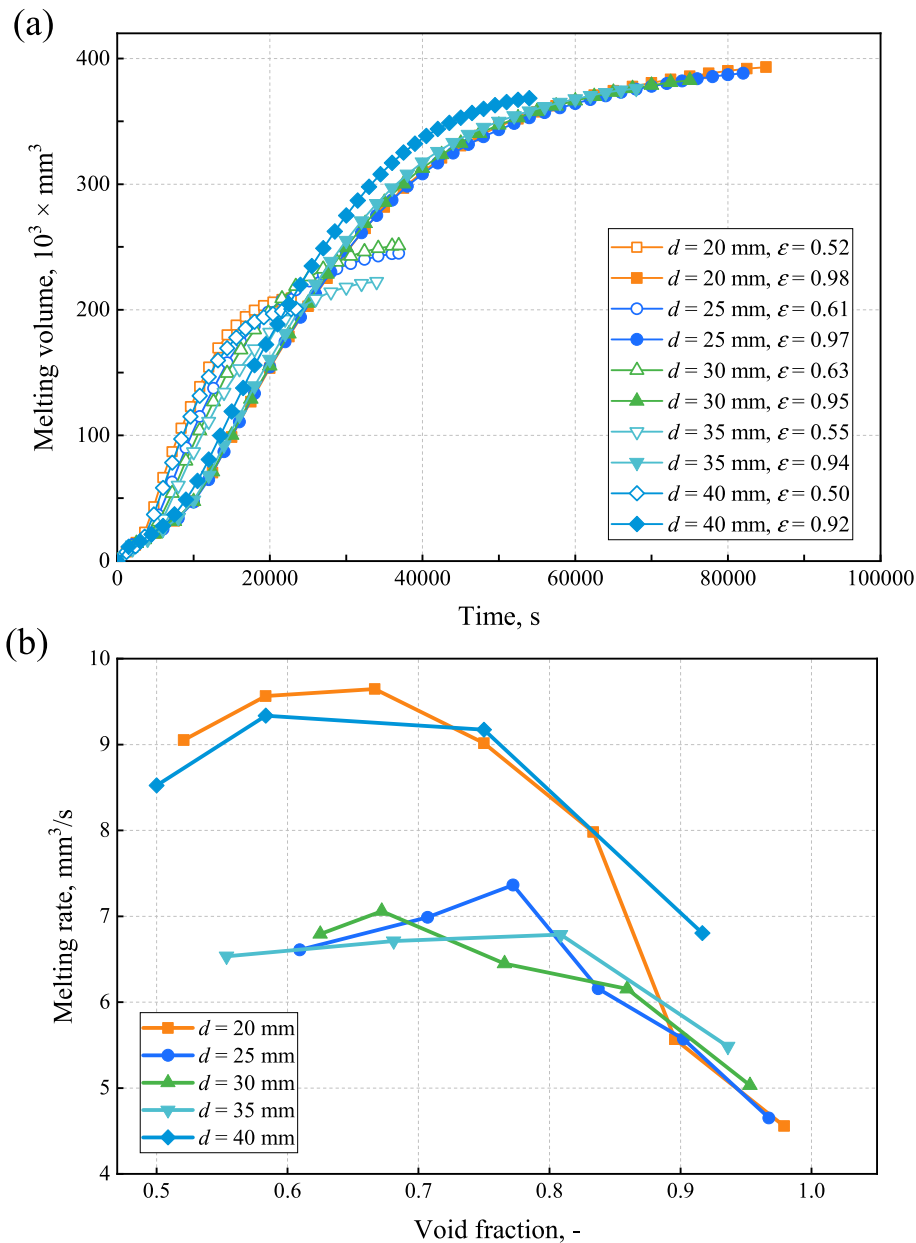 (a)
400
300
200
100
0
Melting volume, 10³ × mm³
0 20000 40000 60000 80000 100000
Time, s
d = 20 mm, ε = 0.52
d = 20 mm, ε = 0.98
d = 25 mm, ε = 0.61
d = 25 mm, ε = 0.97
d = 30 mm, ε = 0.63
d = 30 mm, ε = 0.95
d = 35 mm, ε = 0.55
d = 35 mm, ε = 0.94
d = 40 mm, ε = 0.50
d = 40 mm, ε = 0.92
(b)
10
9
8
7
6
5
4
Melting rate, mm³/s
d = 20 mm
d = 25 mm
d = 30 mm
d = 35 mm
d = 40 mm
0.5 0.6 0.7 0.8 0.9 1.0
Void fraction, -